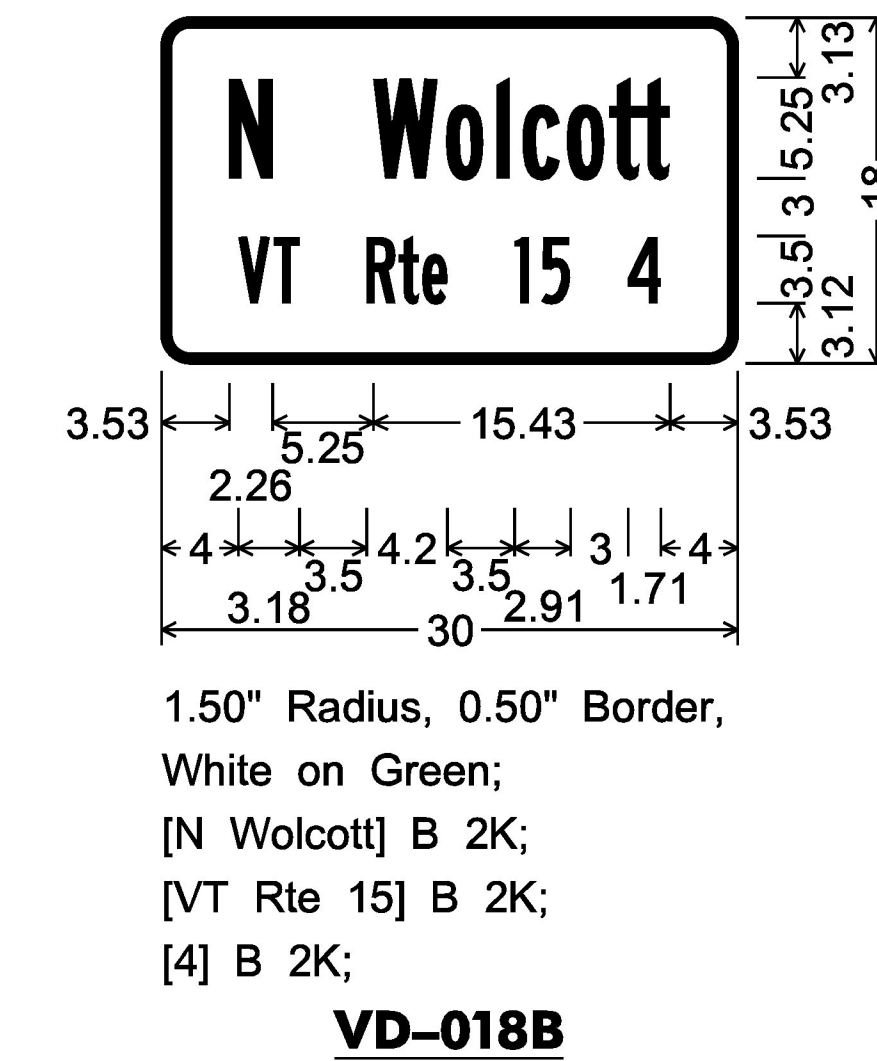 N Wolcott
VT Rte 15 4
3.13
5.25
3
3.5
3.12
18
3.53
5.25
15.43
3.53
2.26
4
3.5
4.2
3.5
3
4
3.18
2.91
1.71
30
1.50" Radius, 0.50" Border,
White on Green;
[N Wolcott] B 2K;
[VT Rte 15] B 2K;
[4] B 2K;
VD–018B